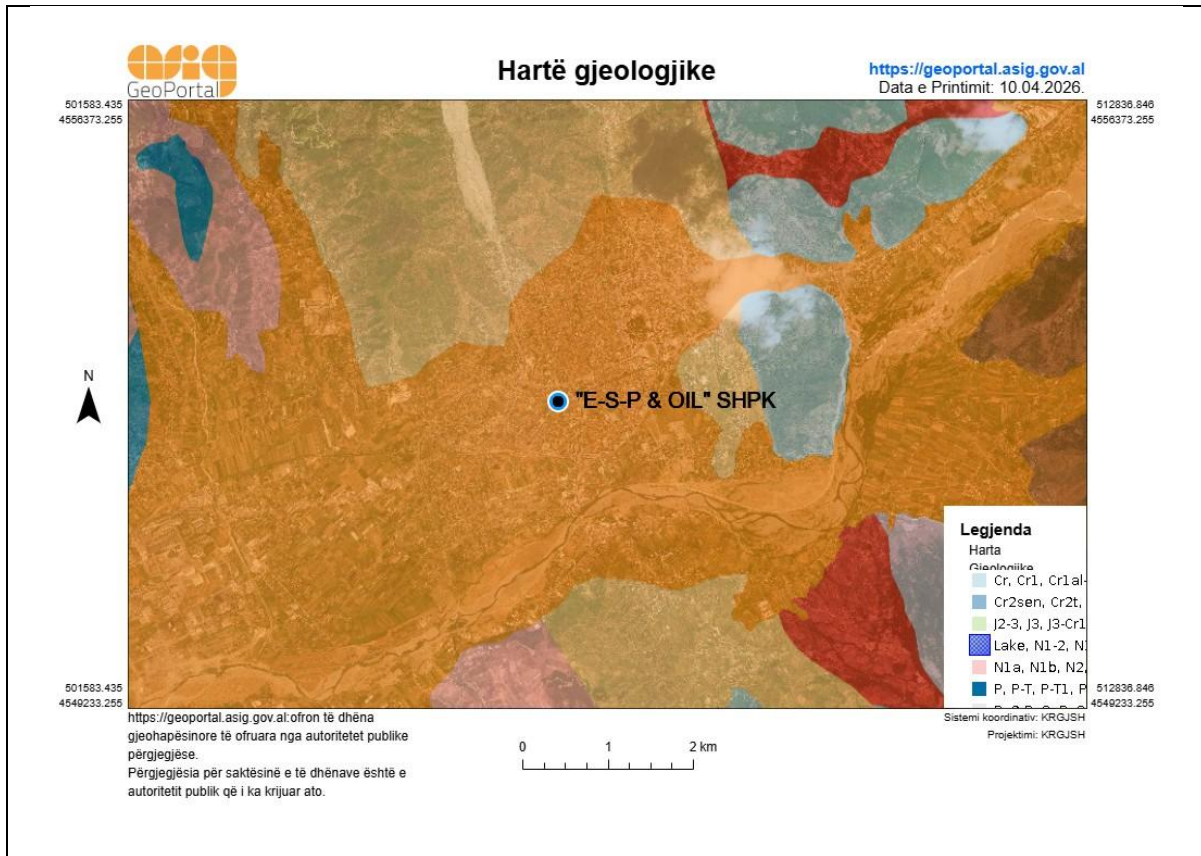 asig
GeoPortal
Hartë gjeologjike
https://geoportal.asig.gov.al
Data e Printimit: 10.04.2026.
501583.435
4556373.255
512836.846
4556373.255
N
"E-S-P & OIL" SHPK
Legjenda
Harta
Gjeologjike
Cr, Cr1, Cr1al-
Cr2sen, Cr2t,
J2-3, J3, J3-Cr1
Lake, N1-2, N
N1a, N1b, N2,
P, P-T, P-T1, P
501583.435
4549233.255
512836.846
4549233.255
https://geoportal.asig.gov.al:ofron të dhëna
gjeohapësinore të ofruara nga autoritetet publike
përgjegjëse.
Përgjegjësia për saktësinë e të dhënave është e
autoritetit publik që i ka krijuar ato.
0 1 2 km
Sistemi koordinativ: KRGJSH
Projektimi: KRGJSH